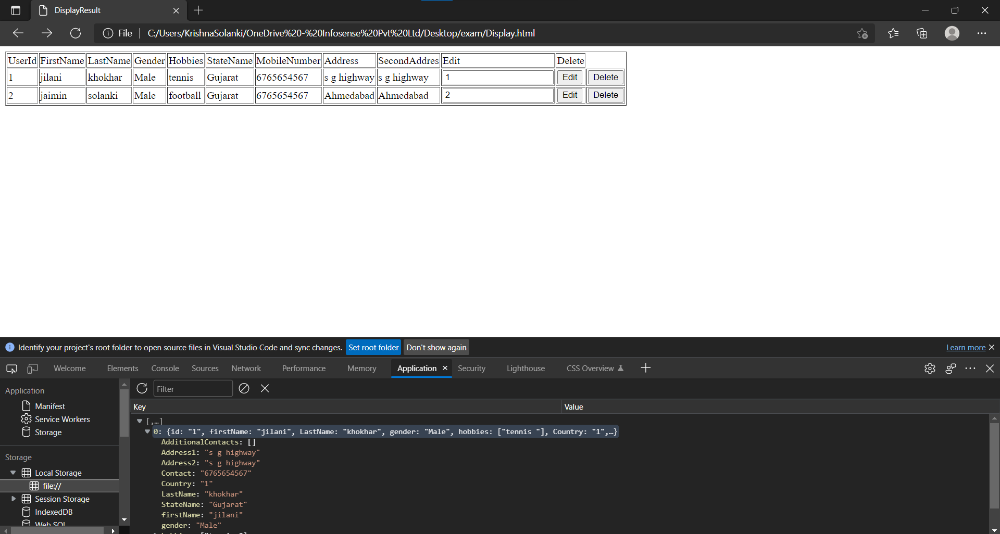 DisplayResult
File C:/Users/KrishnaSolanki/OneDrive%20-%20Infosense%20Pvt%20Ltd/Desktop/exam/Display.html
UserId FirstName LastName Gender Hobbies StateName MobileNumber Address SecondAddres Edit Delete
1 jilani khokhar Male tennis Gujarat 6765654567 s g highway s g highway 1 Edit Delete
2 jaimin solanki Male football Gujarat 6765654567 Ahmedabad Ahmedabad 2 Edit Delete
Identify your project's root folder to open source files in Visual Studio Code and sync changes. Set root folder Don't show again Learn more
Welcome Elements Console Sources Network Performance Memory Application Security Lighthouse CSS Overview
Application
Manifest
Service Workers
Storage
Storage
Local Storage
file://
Session Storage
IndexedDB
Web SQL
Filter
Key Value
[,…]
0: {id: "1", firstName: "jilani", LastName: "khokhar", gender: "Male", hobbies: ["tennis "], Country: "1",…}
AdditionalContacts: []
Address1: "s g highway"
Address2: "s g highway"
Contact: "6765654567"
Country: "1"
LastName: "khokhar"
StateName: "Gujarat"
firstName: "jilani"
gender: "Male"